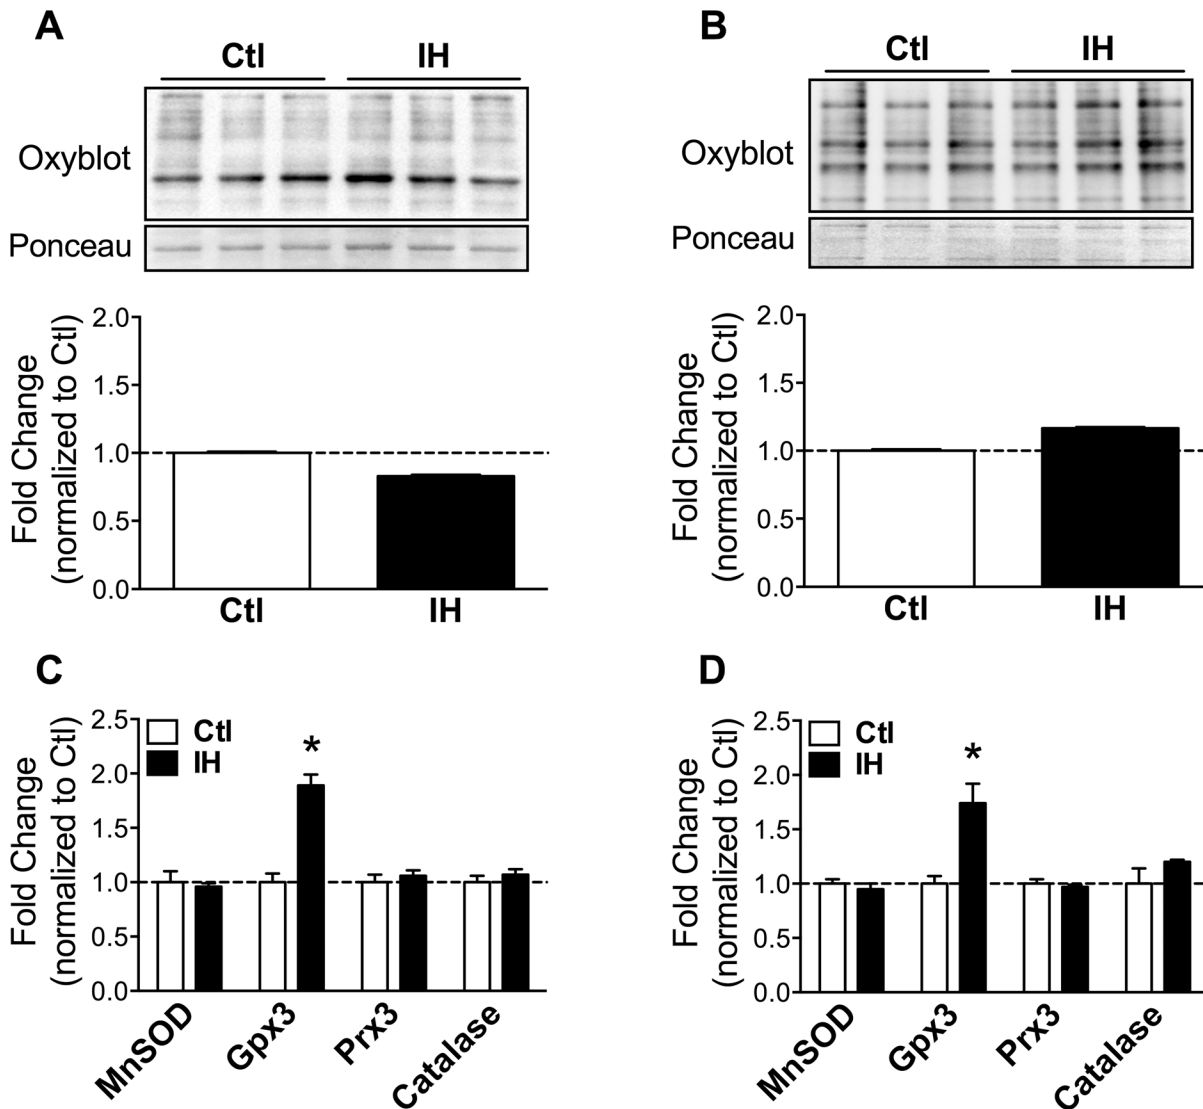 A
Ctl IH
Oxyblot
Ponceau
Fold Change
(normalized to Ctl)
2.0
1.5
1.0
0.5
0.0
Ctl IH
B
Ctl IH
Oxyblot
Ponceau
Fold Change
(normalized to Ctl)
2.0
1.5
1.0
0.5
0.0
Ctl IH
C
Fold Change
(normalized to Ctl)
2.5
2.0
1.5
1.0
0.5
0.0
Ctl
IH
*
MnSOD Gpx3 Prx3 Catalase
D
Fold Change
(normalized to Ctl)
2.5
2.0
1.5
1.0
0.5
0.0
Ctl
IH
*
MnSOD Gpx3 Prx3 Catalase